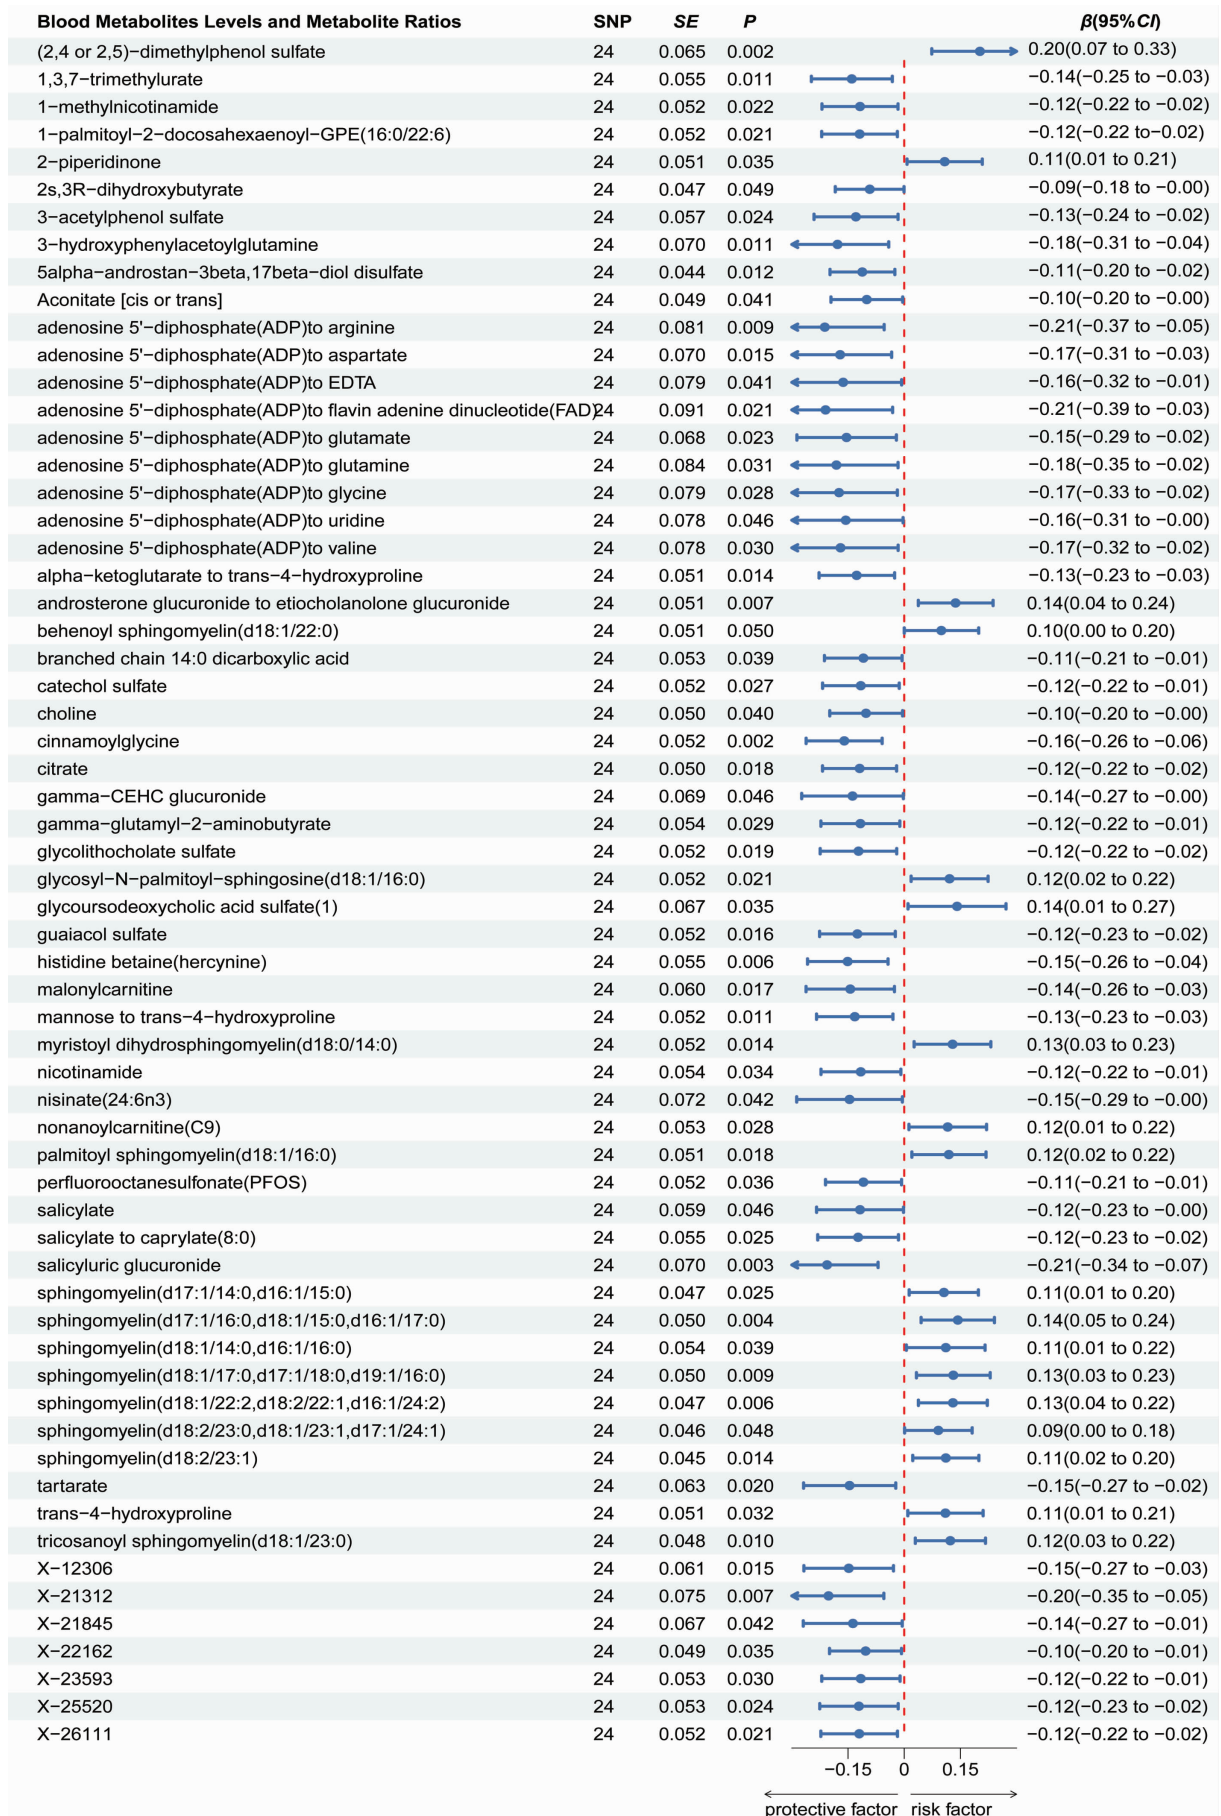 Blood Metabolites Levels and Metabolite Ratios SNP SE P β(95%CI)
(2,4 or 2,5)−dimethylphenol sulfate 24 0.065 0.002 0.20(0.07 to 0.33)
1,3,7−trimethylurate 24 0.055 0.011 −0.14(−0.25 to −0.03)
1−methylnicotinamide 24 0.052 0.022 −0.12(−0.22 to −0.02)
1−palmitoyl−2−docosahexaenoyl−GPE(16:0/22:6) 24 0.052 0.021 −0.12(−0.22 to−0.02)
2−piperidinone 24 0.051 0.035 0.11(0.01 to 0.21)
2s,3R−dihydroxybutyrate 24 0.047 0.049 −0.09(−0.18 to −0.00)
3−acetylphenol sulfate 24 0.057 0.024 −0.13(−0.24 to −0.02)
3−hydroxyphenylacetoylglutamine 24 0.070 0.011 −0.18(−0.31 to −0.04)
5alpha−androstan−3beta,17beta−diol disulfate 24 0.044 0.012 −0.11(−0.20 to −0.02)
Aconitate [cis or trans] 24 0.049 0.041 −0.10(−0.20 to −0.00)
adenosine 5'−diphosphate(ADP)to arginine 24 0.081 0.009 −0.21(−0.37 to −0.05)
adenosine 5'−diphosphate(ADP)to aspartate 24 0.070 0.015 −0.17(−0.31 to −0.03)
adenosine 5'−diphosphate(ADP)to EDTA 24 0.079 0.041 −0.16(−0.32 to −0.01)
adenosine 5'−diphosphate(ADP)to flavin adenine dinucleotide(FAD) 24 0.091 0.021 −0.21(−0.39 to −0.03)
adenosine 5'−diphosphate(ADP)to glutamate 24 0.068 0.023 −0.15(−0.29 to −0.02)
adenosine 5'−diphosphate(ADP)to glutamine 24 0.084 0.031 −0.18(−0.35 to −0.02)
adenosine 5'−diphosphate(ADP)to glycine 24 0.079 0.028 −0.17(−0.33 to −0.02)
adenosine 5'−diphosphate(ADP)to uridine 24 0.078 0.046 −0.16(−0.31 to −0.00)
adenosine 5'−diphosphate(ADP)to valine 24 0.078 0.030 −0.17(−0.32 to −0.02)
alpha−ketoglutarate to trans−4−hydroxyproline 24 0.051 0.014 −0.13(−0.23 to −0.03)
androsterone glucuronide to etiocholanolone glucuronide 24 0.051 0.007 0.14(0.04 to 0.24)
behenoyl sphingomyelin(d18:1/22:0) 24 0.051 0.050 0.10(0.00 to 0.20)
branched chain 14:0 dicarboxylic acid 24 0.053 0.039 −0.11(−0.21 to −0.01)
catechol sulfate 24 0.052 0.027 −0.12(−0.22 to −0.01)
choline 24 0.050 0.040 −0.10(−0.20 to −0.00)
cinnamoylglycine 24 0.052 0.002 −0.16(−0.26 to −0.06)
citrate 24 0.050 0.018 −0.12(−0.22 to −0.02)
gamma−CEHC glucuronide 24 0.069 0.046 −0.14(−0.27 to −0.00)
gamma−glutamyl−2−aminobutyrate 24 0.054 0.029 −0.12(−0.22 to −0.01)
glycolithocholate sulfate 24 0.052 0.019 −0.12(−0.22 to −0.02)
glycosyl−N−palmitoyl−sphingosine(d18:1/16:0) 24 0.052 0.021 0.12(0.02 to 0.22)
glycoursodeoxycholic acid sulfate(1) 24 0.067 0.035 0.14(0.01 to 0.27)
guaiacol sulfate 24 0.052 0.016 −0.12(−0.23 to −0.02)
histidine betaine(hercynine) 24 0.055 0.006 −0.15(−0.26 to −0.04)
malonylcarnitine 24 0.060 0.017 −0.14(−0.26 to −0.03)
mannose to trans−4−hydroxyproline 24 0.052 0.011 −0.13(−0.23 to −0.03)
myristoyl dihydrosphingomyelin(d18:0/14:0) 24 0.052 0.014 0.13(0.03 to 0.23)
nicotinamide 24 0.054 0.034 −0.12(−0.22 to −0.01)
nisinate(24:6n3) 24 0.072 0.042 −0.15(−0.29 to −0.00)
nonanoylcarnitine(C9) 24 0.053 0.028 0.12(0.01 to 0.22)
palmitoyl sphingomyelin(d18:1/16:0) 24 0.051 0.018 0.12(0.02 to 0.22)
perfluorooctanesulfonate(PFOS) 24 0.052 0.036 −0.11(−0.21 to −0.01)
salicylate 24 0.059 0.046 −0.12(−0.23 to −0.00)
salicylate to caprylate(8:0) 24 0.055 0.025 −0.12(−0.23 to −0.02)
salicyluric glucuronide 24 0.070 0.003 −0.21(−0.34 to −0.07)
sphingomyelin(d17:1/14:0,d16:1/15:0) 24 0.047 0.025 0.11(0.01 to 0.20)
sphingomyelin(d17:1/16:0,d18:1/15:0,d16:1/17:0) 24 0.050 0.004 0.14(0.05 to 0.24)
sphingomyelin(d18:1/14:0,d16:1/16:0) 24 0.054 0.039 0.11(0.01 to 0.22)
sphingomyelin(d18:1/17:0,d17:1/18:0,d19:1/16:0) 24 0.050 0.009 0.13(0.03 to 0.23)
sphingomyelin(d18:1/22:2,d18:2/22:1,d16:1/24:2) 24 0.047 0.006 0.13(0.04 to 0.22)
sphingomyelin(d18:2/23:0,d18:1/23:1,d17:1/24:1) 24 0.046 0.048 0.09(0.00 to 0.18)
sphingomyelin(d18:2/23:1) 24 0.045 0.014 0.11(0.02 to 0.20)
tartarate 24 0.063 0.020 −0.15(−0.27 to −0.02)
trans−4−hydroxyproline 24 0.051 0.032 0.11(0.01 to 0.21)
tricosanoyl sphingomyelin(d18:1/23:0) 24 0.048 0.010 0.12(0.03 to 0.22)
X−12306 24 0.061 0.015 −0.15(−0.27 to −0.03)
X−21312 24 0.075 0.007 −0.20(−0.35 to −0.05)
X−21845 24 0.067 0.042 −0.14(−0.27 to −0.01)
X−22162 24 0.049 0.035 −0.10(−0.20 to −0.01)
X−23593 24 0.053 0.030 −0.12(−0.22 to −0.01)
X−25520 24 0.053 0.024 −0.12(−0.23 to −0.02)
X−26111 24 0.052 0.021 −0.12(−0.22 to −0.02)
−0.15 0 0.15
protective factor risk factor